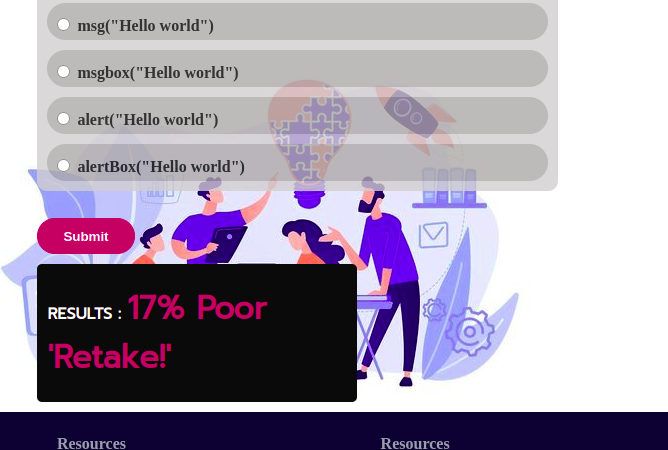 msg("Hello world")
msgbox("Hello world")
alert("Hello world")
alertBox("Hello world")
Submit
RESULTS : 17% Poor
'Retake!'
Resources Resources